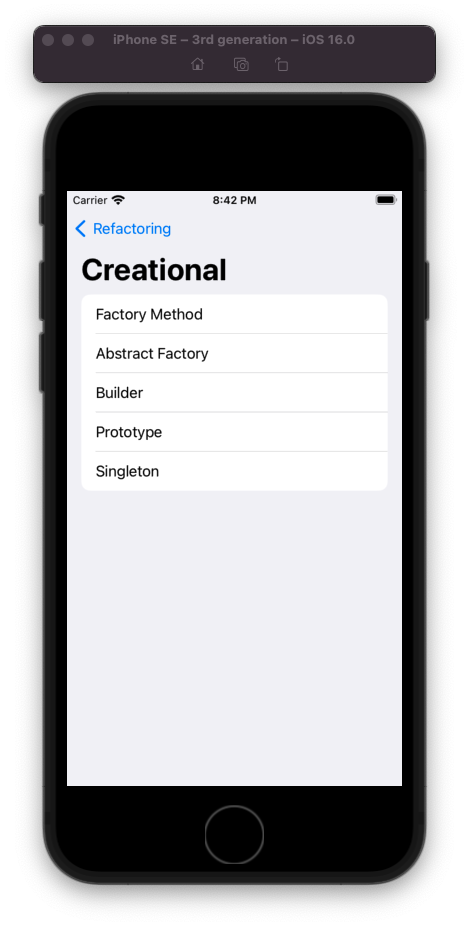 iPhone SE – 3rd generation – iOS 16.0
Carrier 8:42 PM
Refactoring
Creational
Factory Method
Abstract Factory
Builder
Prototype
Singleton